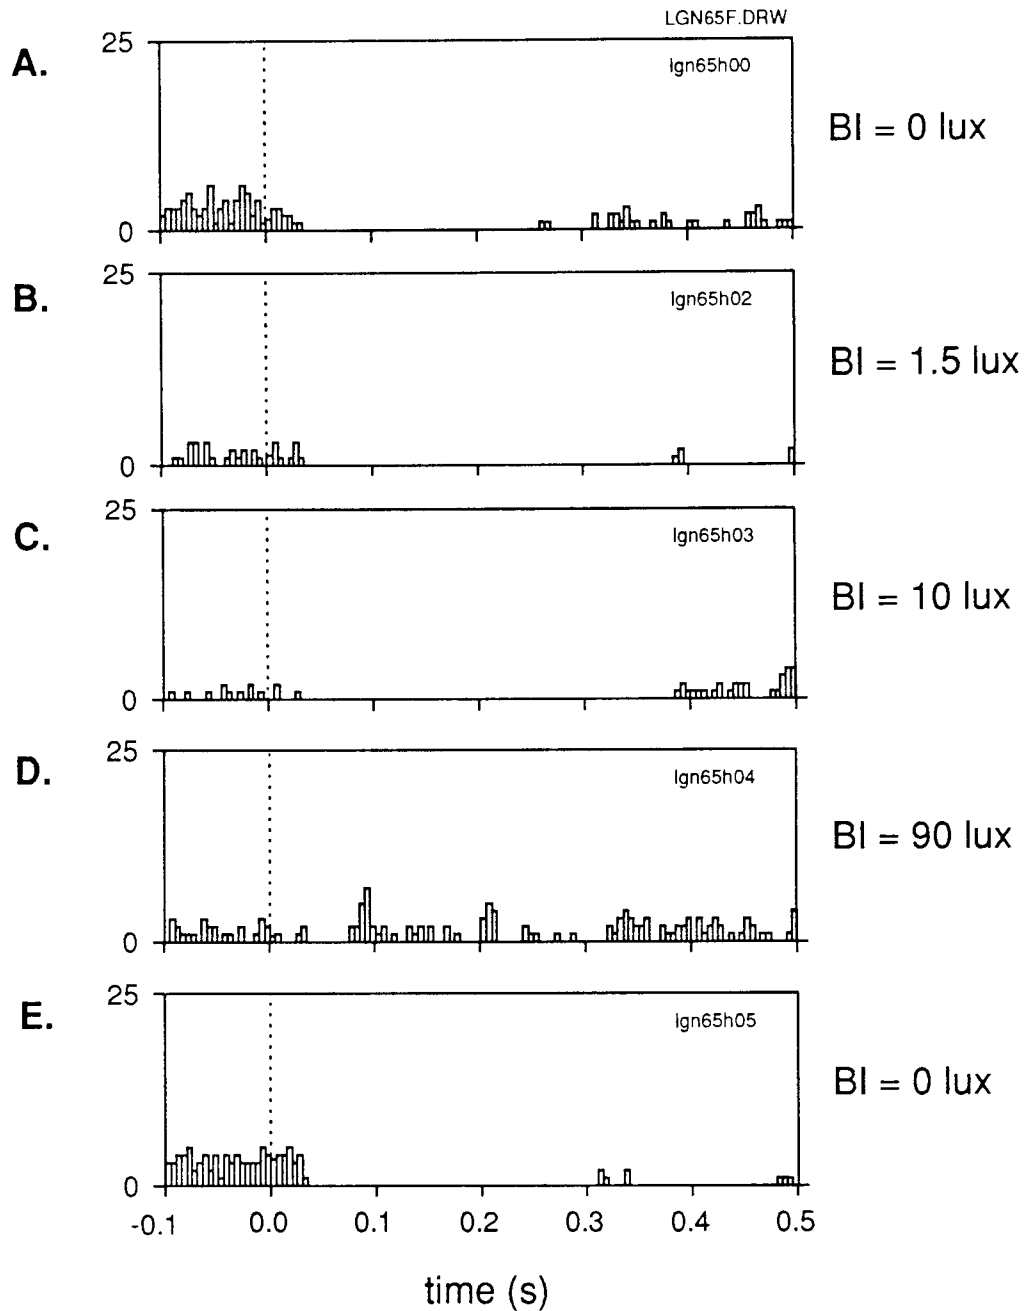 LGN65F.DRW
A.
25
lgn65h00
BI = 0 lux
0
B.
25
lgn65h02
BI = 1.5 lux
0
C.
25
lgn65h03
BI = 10 lux
0
D.
25
lgn65h04
BI = 90 lux
0
E.
25
lgn65h05
BI = 0 lux
0
-0.1 0.0 0.1 0.2 0.3 0.4 0.5
time (s)